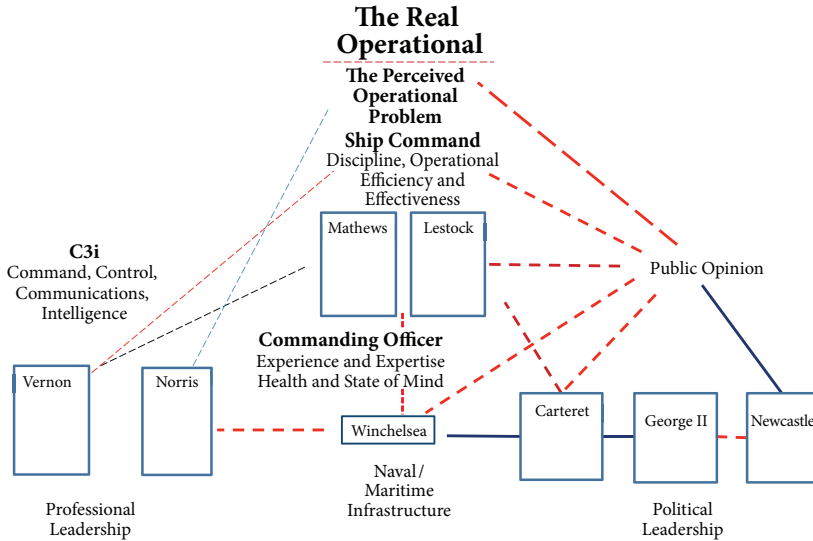 The Real
Operational
The Perceived
Operational
Problem
Ship Command
Discipline, Operational
Efficiency and
Effectiveness
Mathews
Lestock
C3i
Command, Control,
Communications,
Intelligence
Public Opinion
Commanding Officer
Experience and Expertise
Health and State of Mind
Vernon
Norris
Winchelsea
Carteret
George II
Newcastle
Naval/
Maritime
Infrastructure
Professional
Leadership
Political
Leadership